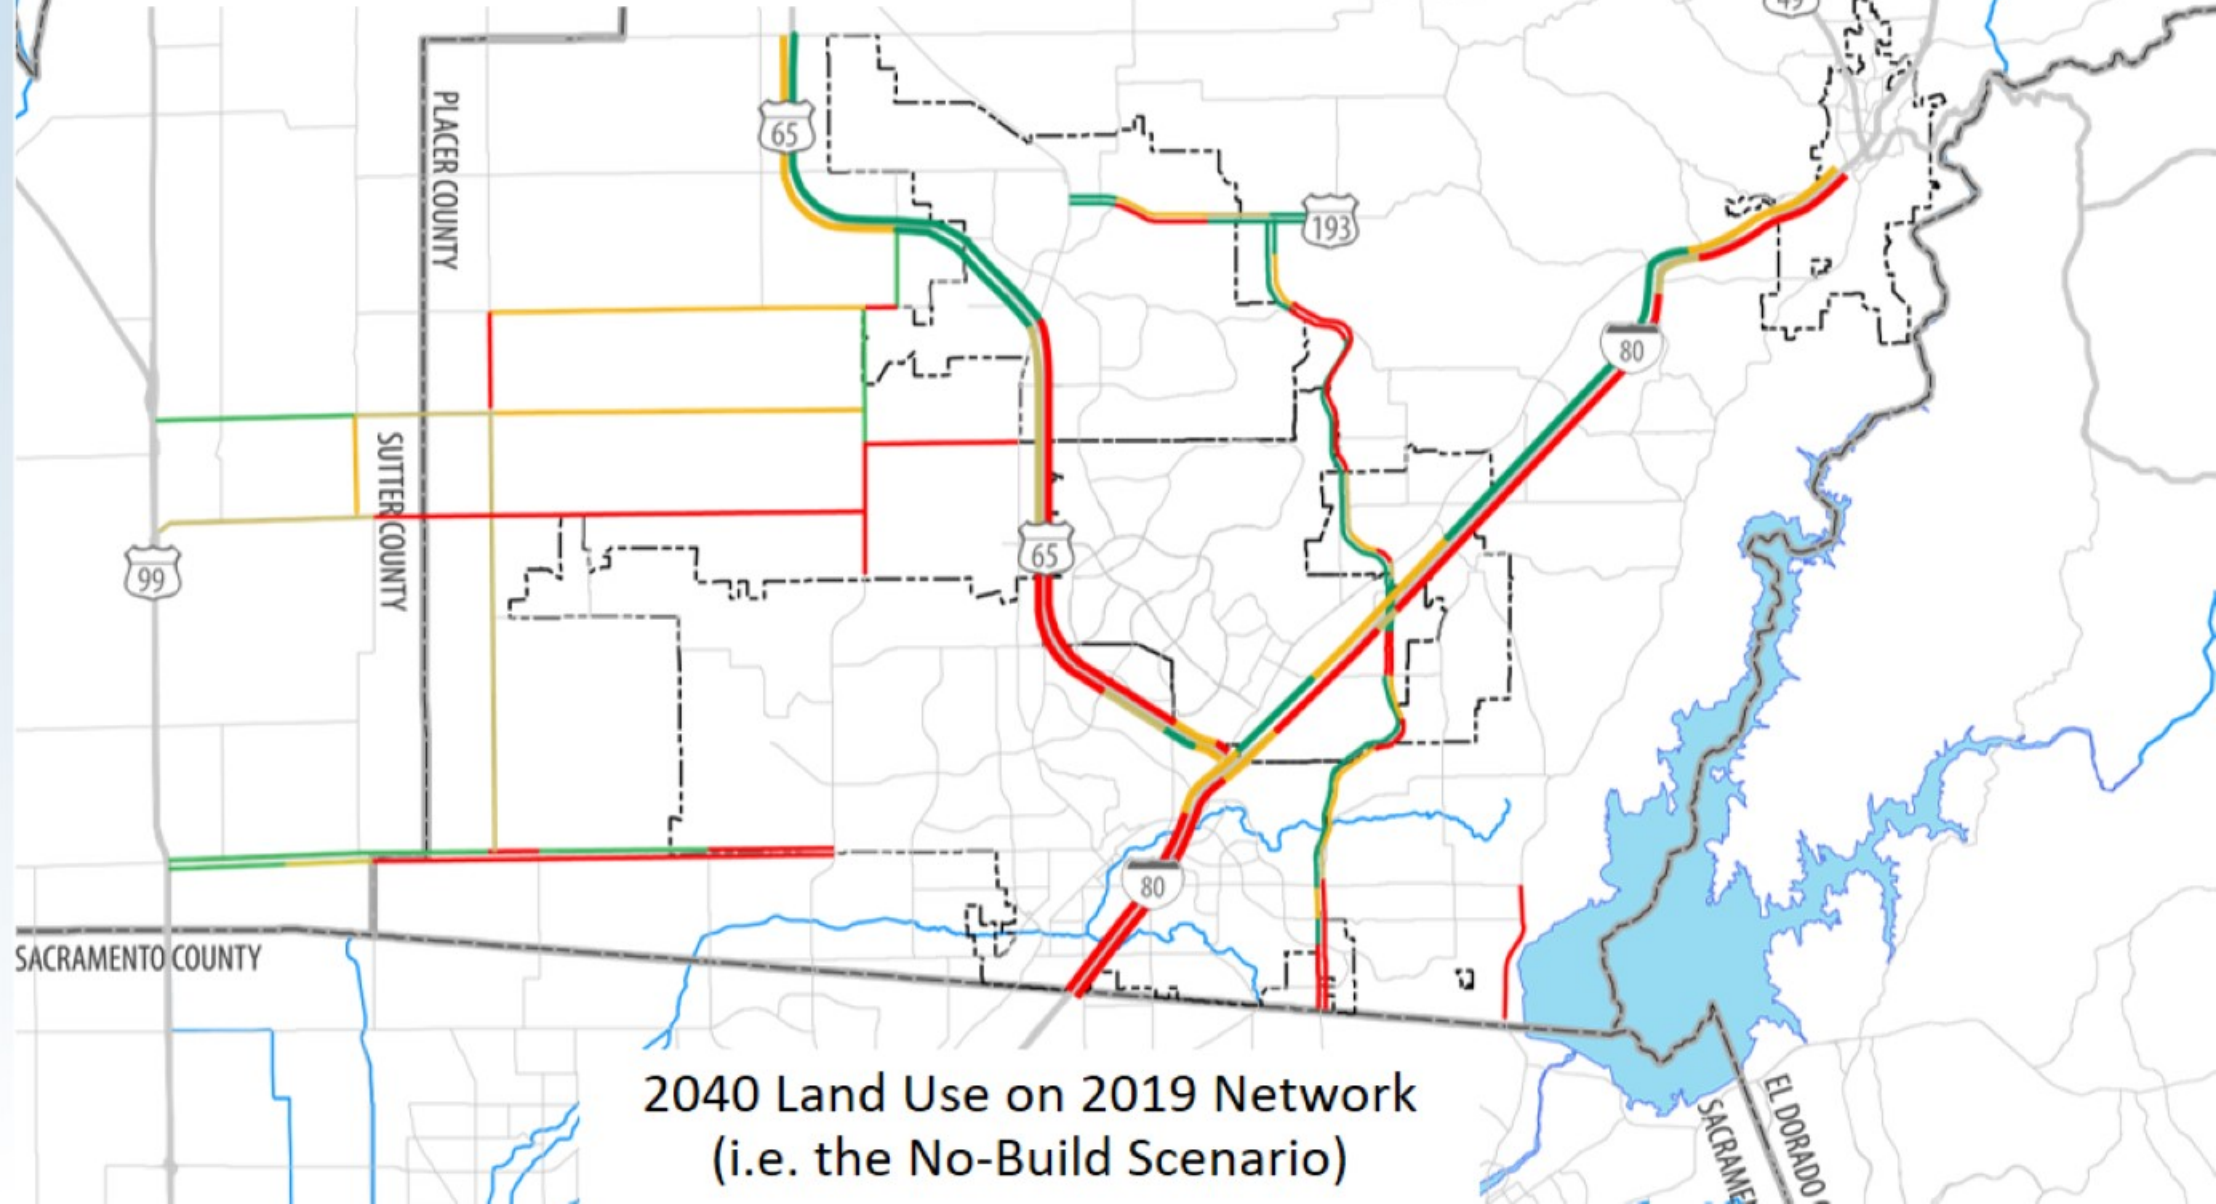 49
65
PLACER COUNTY
193
80
SUTTER COUNTY
65
99
80
SACRAMENTO COUNTY
2040 Land Use on 2019 Network
(i.e. the No-Build Scenario)
EL DORADO